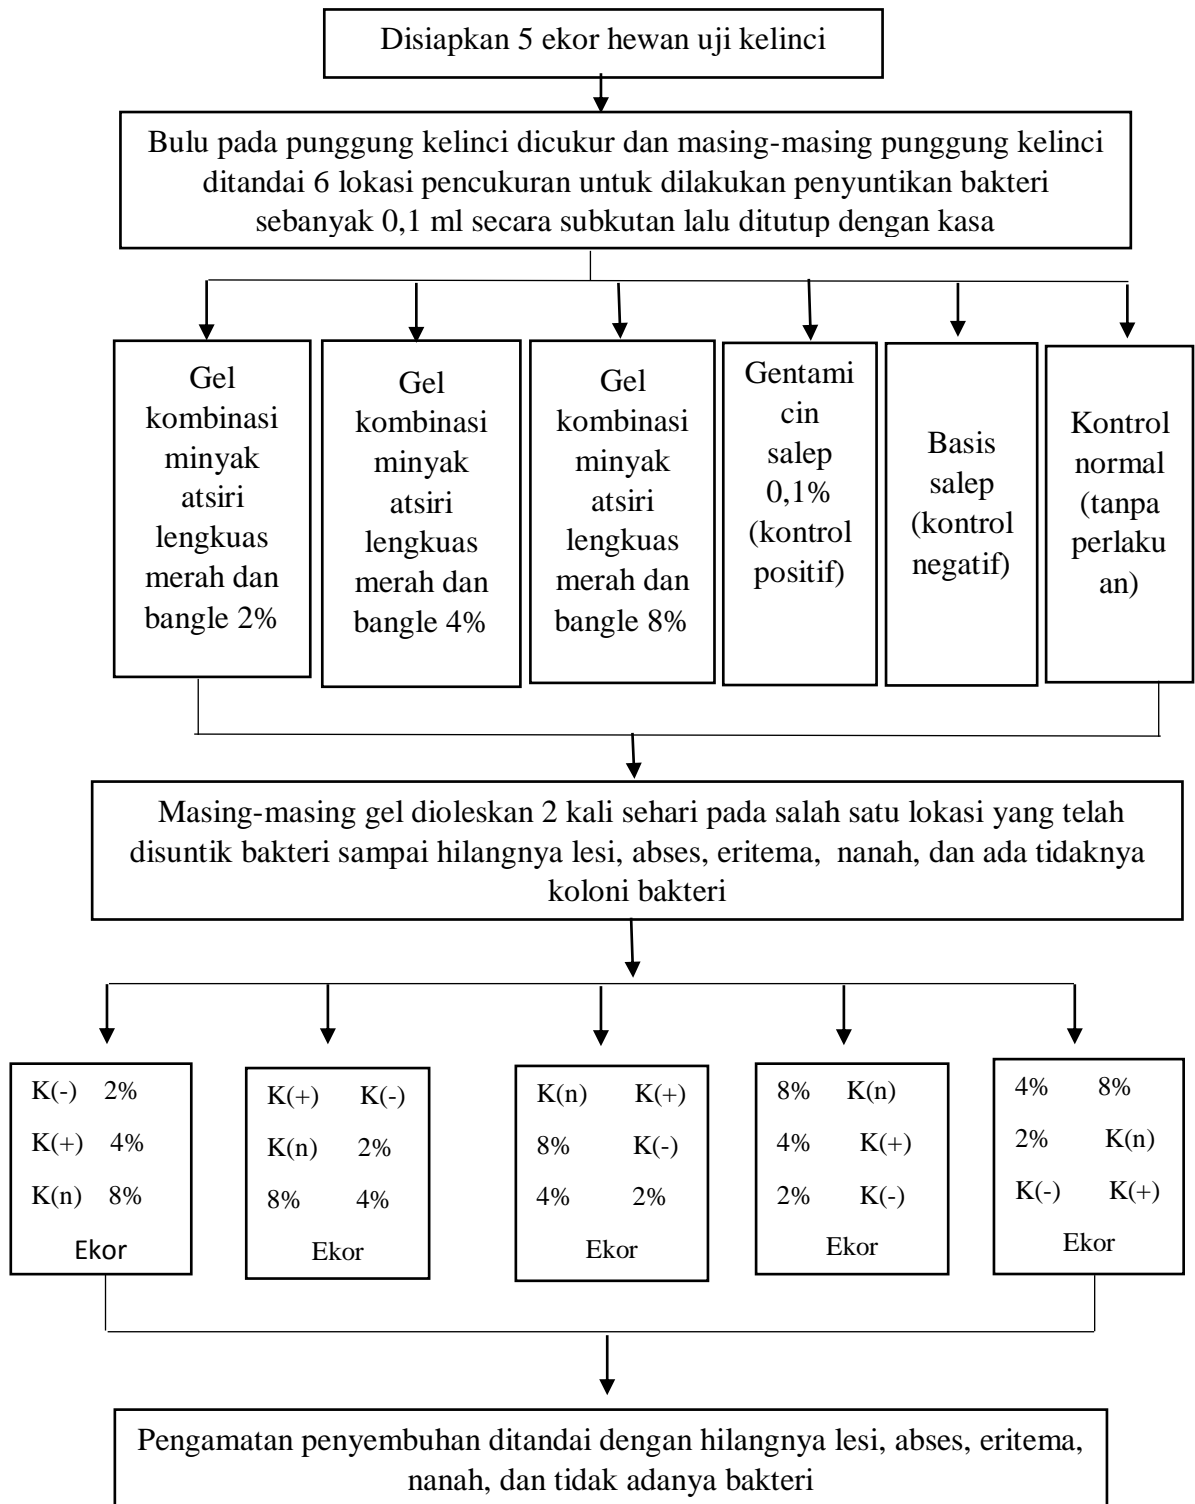 Disiapkan 5 ekor hewan uji kelinci
Bulu pada punggung kelinci dicukur dan masing-masing punggung kelinci
ditandai 6 lokasi pencukuran untuk dilakukan penyuntikan bakteri
sebanyak 0,1 ml secara subkutan lalu ditutup dengan kasa
Gel
kombinasi
minyak
atsiri
lengkuas
merah dan
bangle 2%
Gel
kombinasi
minyak
atsiri
lengkuas
merah dan
bangle 4%
Gel
kombinasi
minyak
atsiri
lengkuas
merah dan
bangle 8%
Gentami
cin
salep
0,1%
(kontrol
positif)
Basis
salep
(kontrol
negatif)
Kontrol
normal
(tanpa
perlaku
an)
Masing-masing gel dioleskan 2 kali sehari pada salah satu lokasi yang telah
disuntik bakteri sampai hilangnya lesi, abses, eritema, nanah, dan ada tidaknya
koloni bakteri
K(-) 2%
K(+) 4%
K(n) 8%
Ekor
K(+) K(-)
K(n) 2%
8% 4%
Ekor
K(n) K(+)
8% K(-)
4% 2%
Ekor
8% K(n)
4% K(+)
2% K(-)
Ekor
4% 8%
2% K(n)
K(-) K(+)
Ekor
Pengamatan penyembuhan ditandai dengan hilangnya lesi, abses, eritema,
nanah, dan tidak adanya bakteri